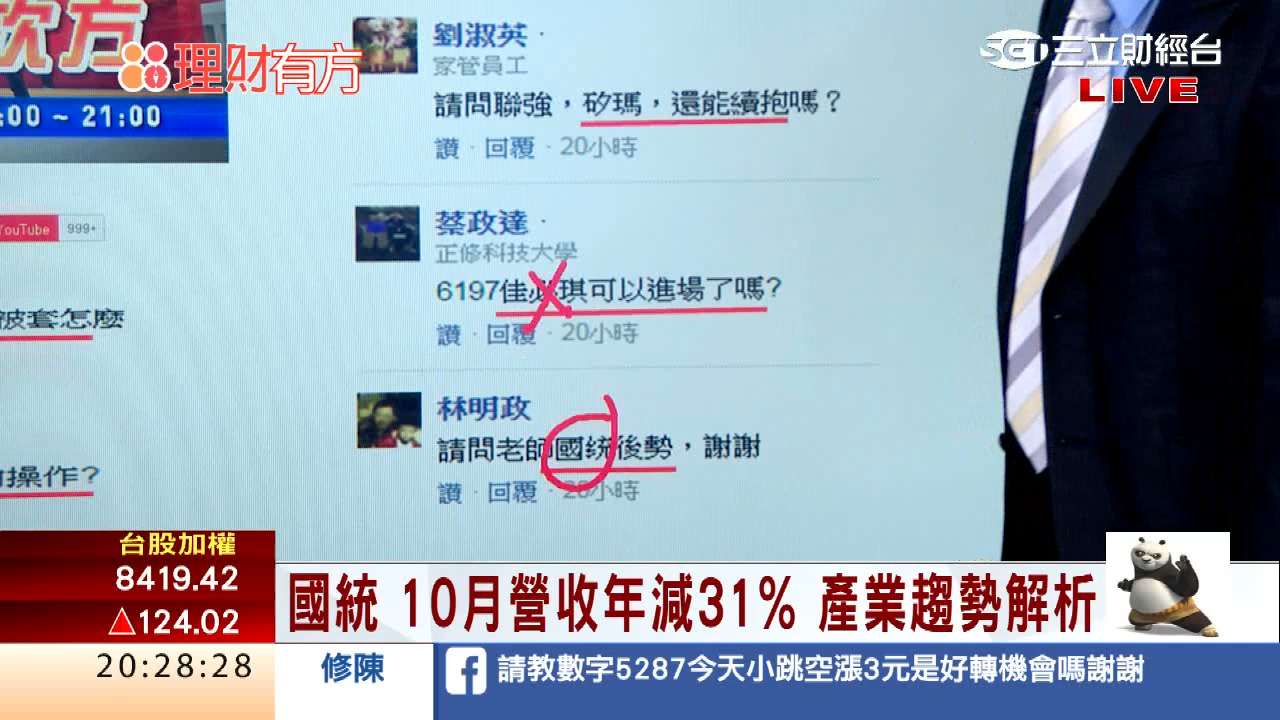 欣方
理財有方
:00 ~ 21:00
YouTube 999+
被套怎麼
操作?
劉淑英
家管員工
請問聯強，矽瑪，還能續抱嗎?
讚 · 回覆 · 20小時
蔡政達
正修科技大學
6197佳必琪可以進場了嗎?
讚 · 回覆 · 20小時
林明政
請問老師國統後勢，謝謝
讚 · 回覆 · 20小時
三立財經台
LIVE
台股加權
8419.42
△124.02
20:28:28
國統 10月營收年減31% 產業趨勢解析
修陳
請教數字5287今天小跳空漲3元是好轉機會嗎謝謝